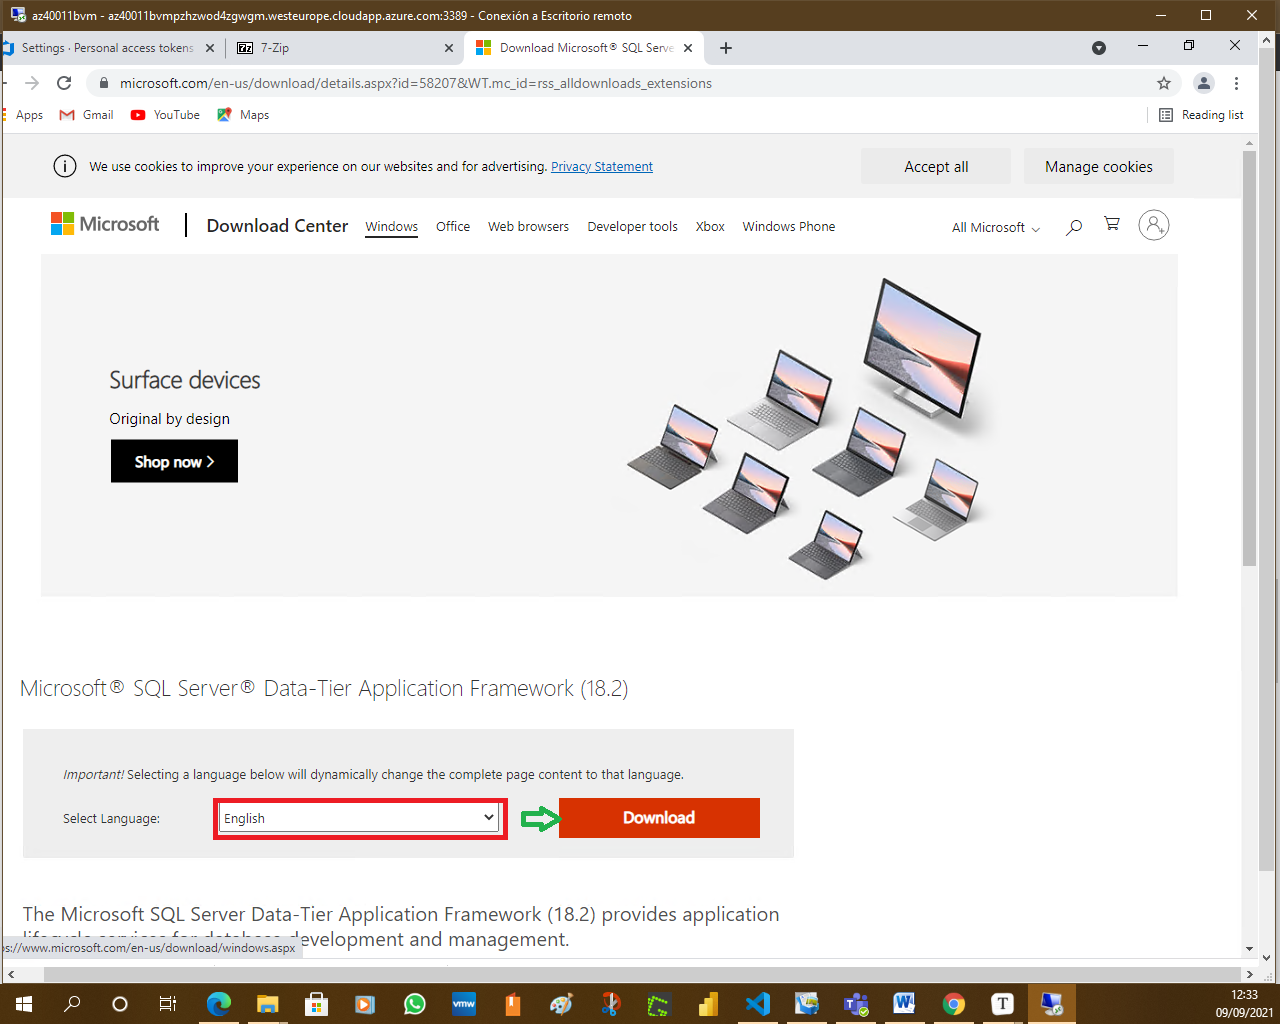 az40011bvm - az40011bvmpzhzwod4zgwgm.westeurope.cloudapp.azure.com:3389 - Conexión a Escritorio remoto
Settings · Personal access tokens
7-Zip
Download Microsoft® SQL Serve
microsoft.com/en-us/download/details.aspx?id=58207&WT.mc_id=rss_alldownloads_extensions
Apps
Gmail
YouTube
Maps
Reading list
We use cookies to improve your experience on our websites and for advertising. Privacy Statement
Accept all
Manage cookies
Microsoft
Download Center
Windows
Office
Web browsers
Developer tools
Xbox
Windows Phone
All Microsoft
Surface devices
Original by design
Shop now
Microsoft® SQL Server® Data-Tier Application Framework (18.2)
Important! Selecting a language below will dynamically change the complete page content to that language.
Select Language:
English
Download
The Microsoft SQL Server Data-Tier Application Framework (18.2) provides application
lifecycle services for database development and management.
ps://www.microsoft.com/en-us/download/windows.aspx
vmw
W
T
12:33
09/09/2021